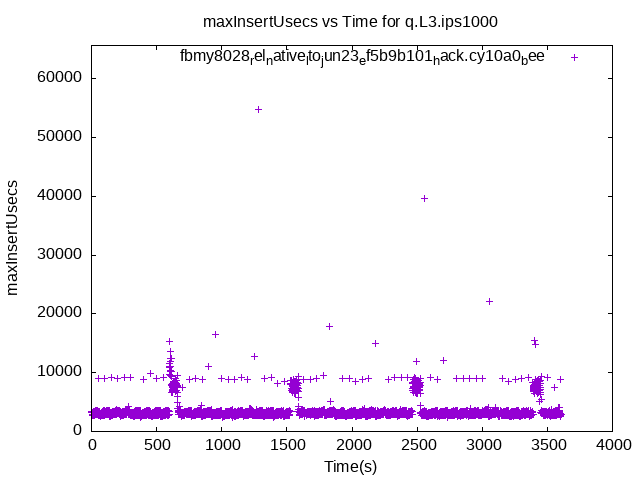 maxInsertUsecs vs Time for q.L3.ips1000
fbmy8028relnativeitojun23ef5b9b101hack.cy10a0bee
60000
50000
40000
30000
20000
10000
0
maxInsertUsecs
0 500 1000 1500 2000 2500 3000 3500 4000
Time(s)